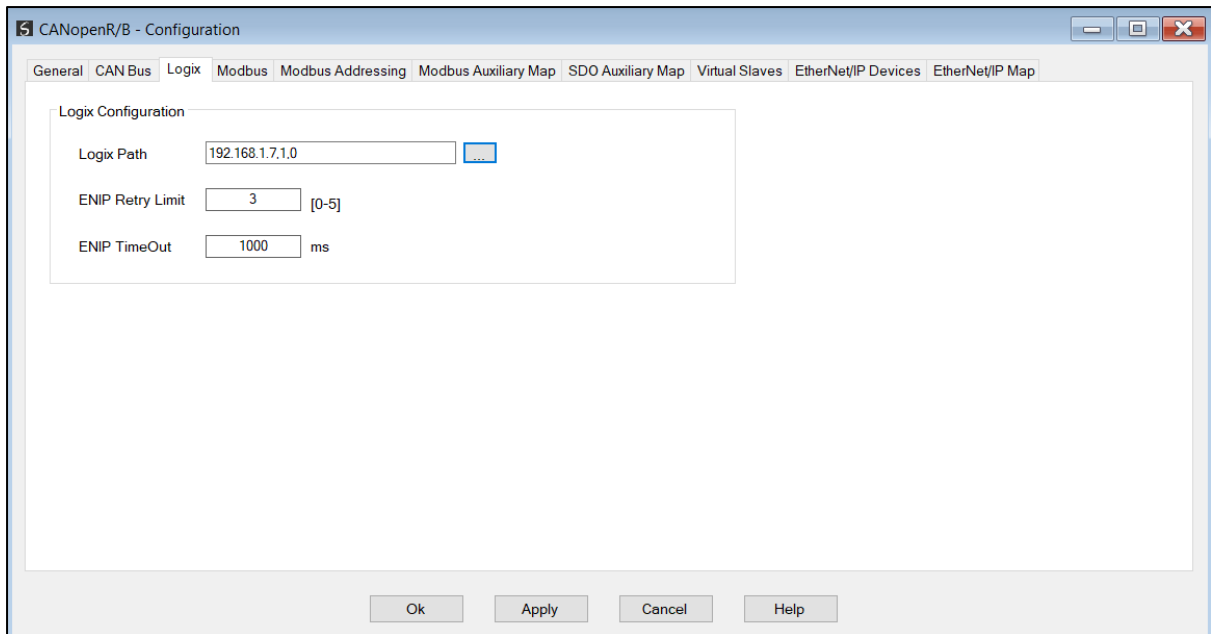 CANopenR/B - Configuration
General CAN Bus Logix Modbus Modbus Addressing Modbus Auxiliary Map SDO Auxiliary Map Virtual Slaves EtherNet/IP Devices EtherNet/IP Map
Logix Configuration
Logix Path 192.168.1.7,1,0 ...
ENIP Retry Limit 3 [0-5]
ENIP TimeOut 1000 ms
Ok Apply Cancel Help